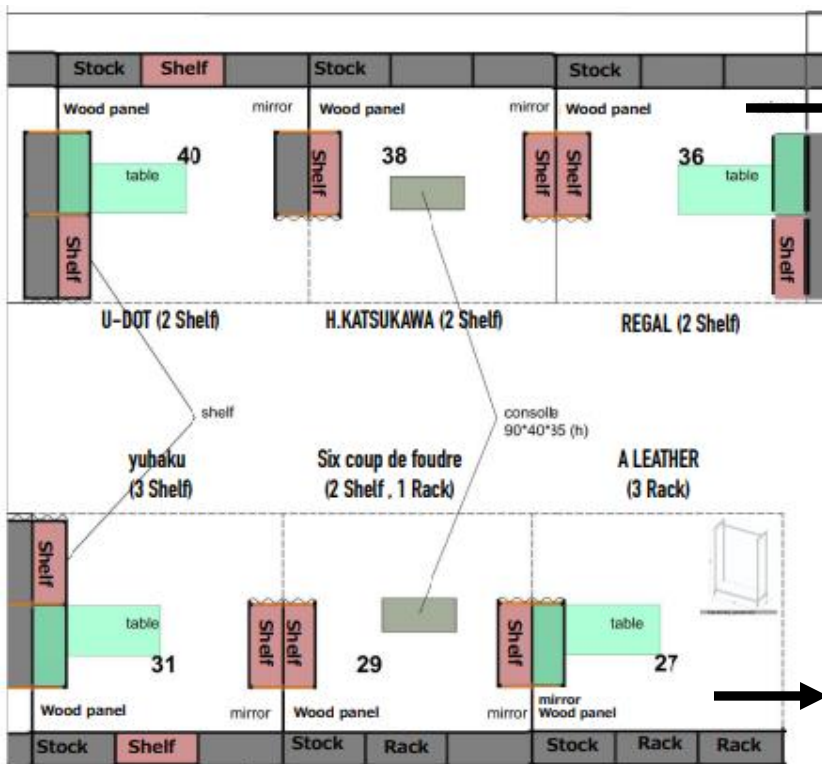 Stock Shelf Stock Stock
Wood panel mirror Wood panel mirror Wood panel
40 38 36
table Shelf Shelf Shelf table
Shelf Shelf
U-DOT (2 Shelf) H.KATSUKAWA (2 Shelf) REGAL (2 Shelf)
shelf consolle
90*40*35 (h)
yuhaku Six coup de foudre A LEATHER
(3 Shelf) (2 Shelf , 1 Rack) (3 Rack)
Shelf
table Shelf Shelf Shelf table
31 29 27
Wood panel mirror Wood panel mirror mirror
Wood panel
Stock Shelf Stock Rack Stock Rack Rack